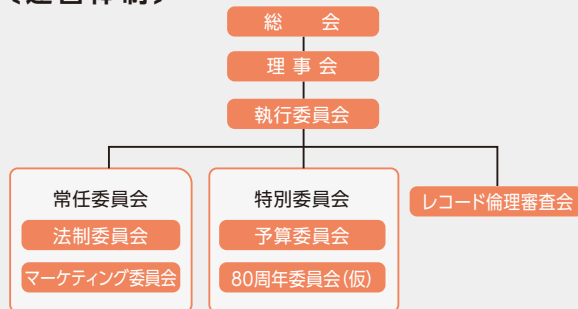 総 会
理 事 会
執行委員会
常任委員会
法制委員会
マーケティング委員会
特別委員会
予算委員会
80周年委員会(仮)
レコード倫理審査会